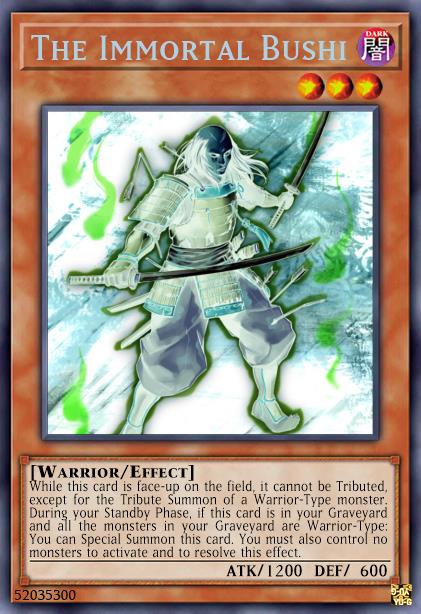 The Immortal Bushi
DARK
闇
[Warrior/Effect]
While this card is face-up on the field, it cannot be Tributed,
except for the Tribute Summon of a Warrior-Type monster.
During your Standby Phase, if this card is in your Graveyard
and all the monsters in your Graveyard are Warrior-Type:
You can Special Summon this card. You must also control no
monsters to activate and to resolve this effect.
ATK/1200 DEF/ 600
52035300